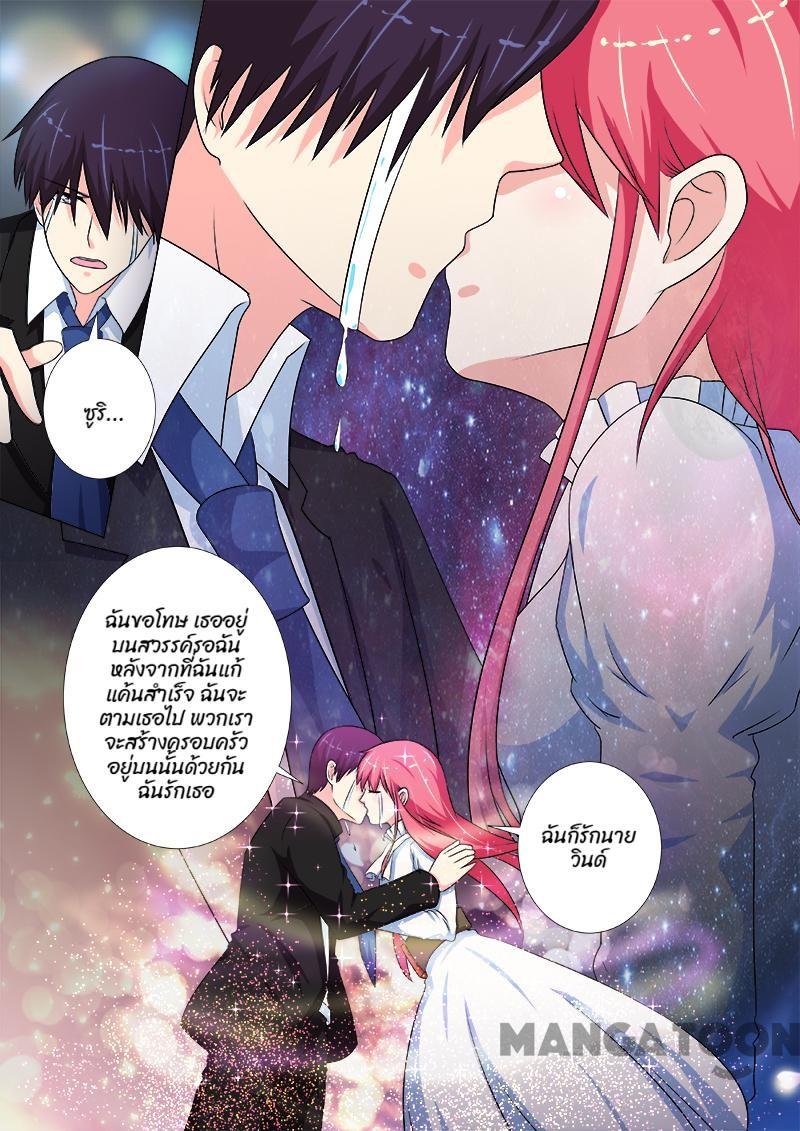 ซูริ...
ฉันขอโทษ เธออยู่
บนสวรรค์รอฉัน
หลังจากที่ฉันแก้
แค้นสำเร็จ ฉันจะ
ตามเธอไป พวกเรา
จะสร้างครอบครัว
อยู่บนนั้นด้วยกัน
ฉันรักเธอ
ฉันก็รักนาย
วินด์
MANGATOON